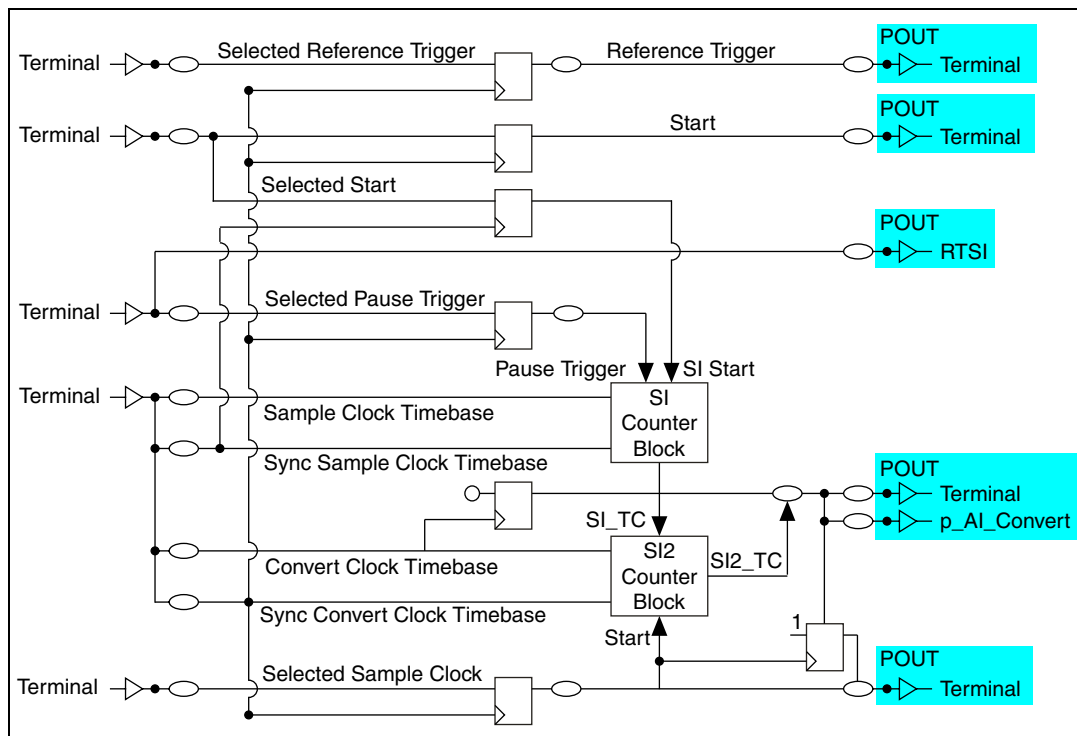 Terminal
Selected Reference Trigger
Reference Trigger
POUT
Terminal
Terminal
Start
POUT
Terminal
Selected Start
POUT
RTSI
Terminal
Selected Pause Trigger
Pause Trigger
SI Start
Terminal
Sample Clock Timebase
SI
Counter
Block
Sync Sample Clock Timebase
POUT
Terminal
p_AI_Convert
SI_TC
Convert Clock Timebase
SI2
Counter
Block
SI2_TC
Sync Convert Clock Timebase
Start
1
Terminal
Selected Sample Clock
POUT
Terminal